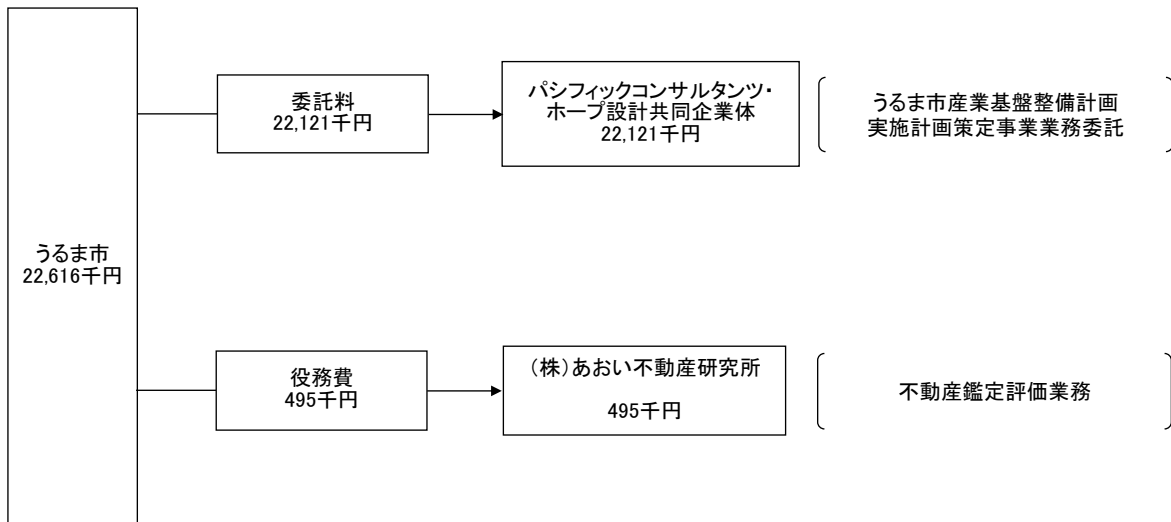 うるま市
22,616千円
委託料
22,121千円
パシフィックコンサルタンツ・
ホープ設計共同企業体
22,121千円
うるま市産業基盤整備計画
実施計画策定事業業務委託
役務費
495千円
（株）あおい不動産研究所
495千円
不動産鑑定評価業務